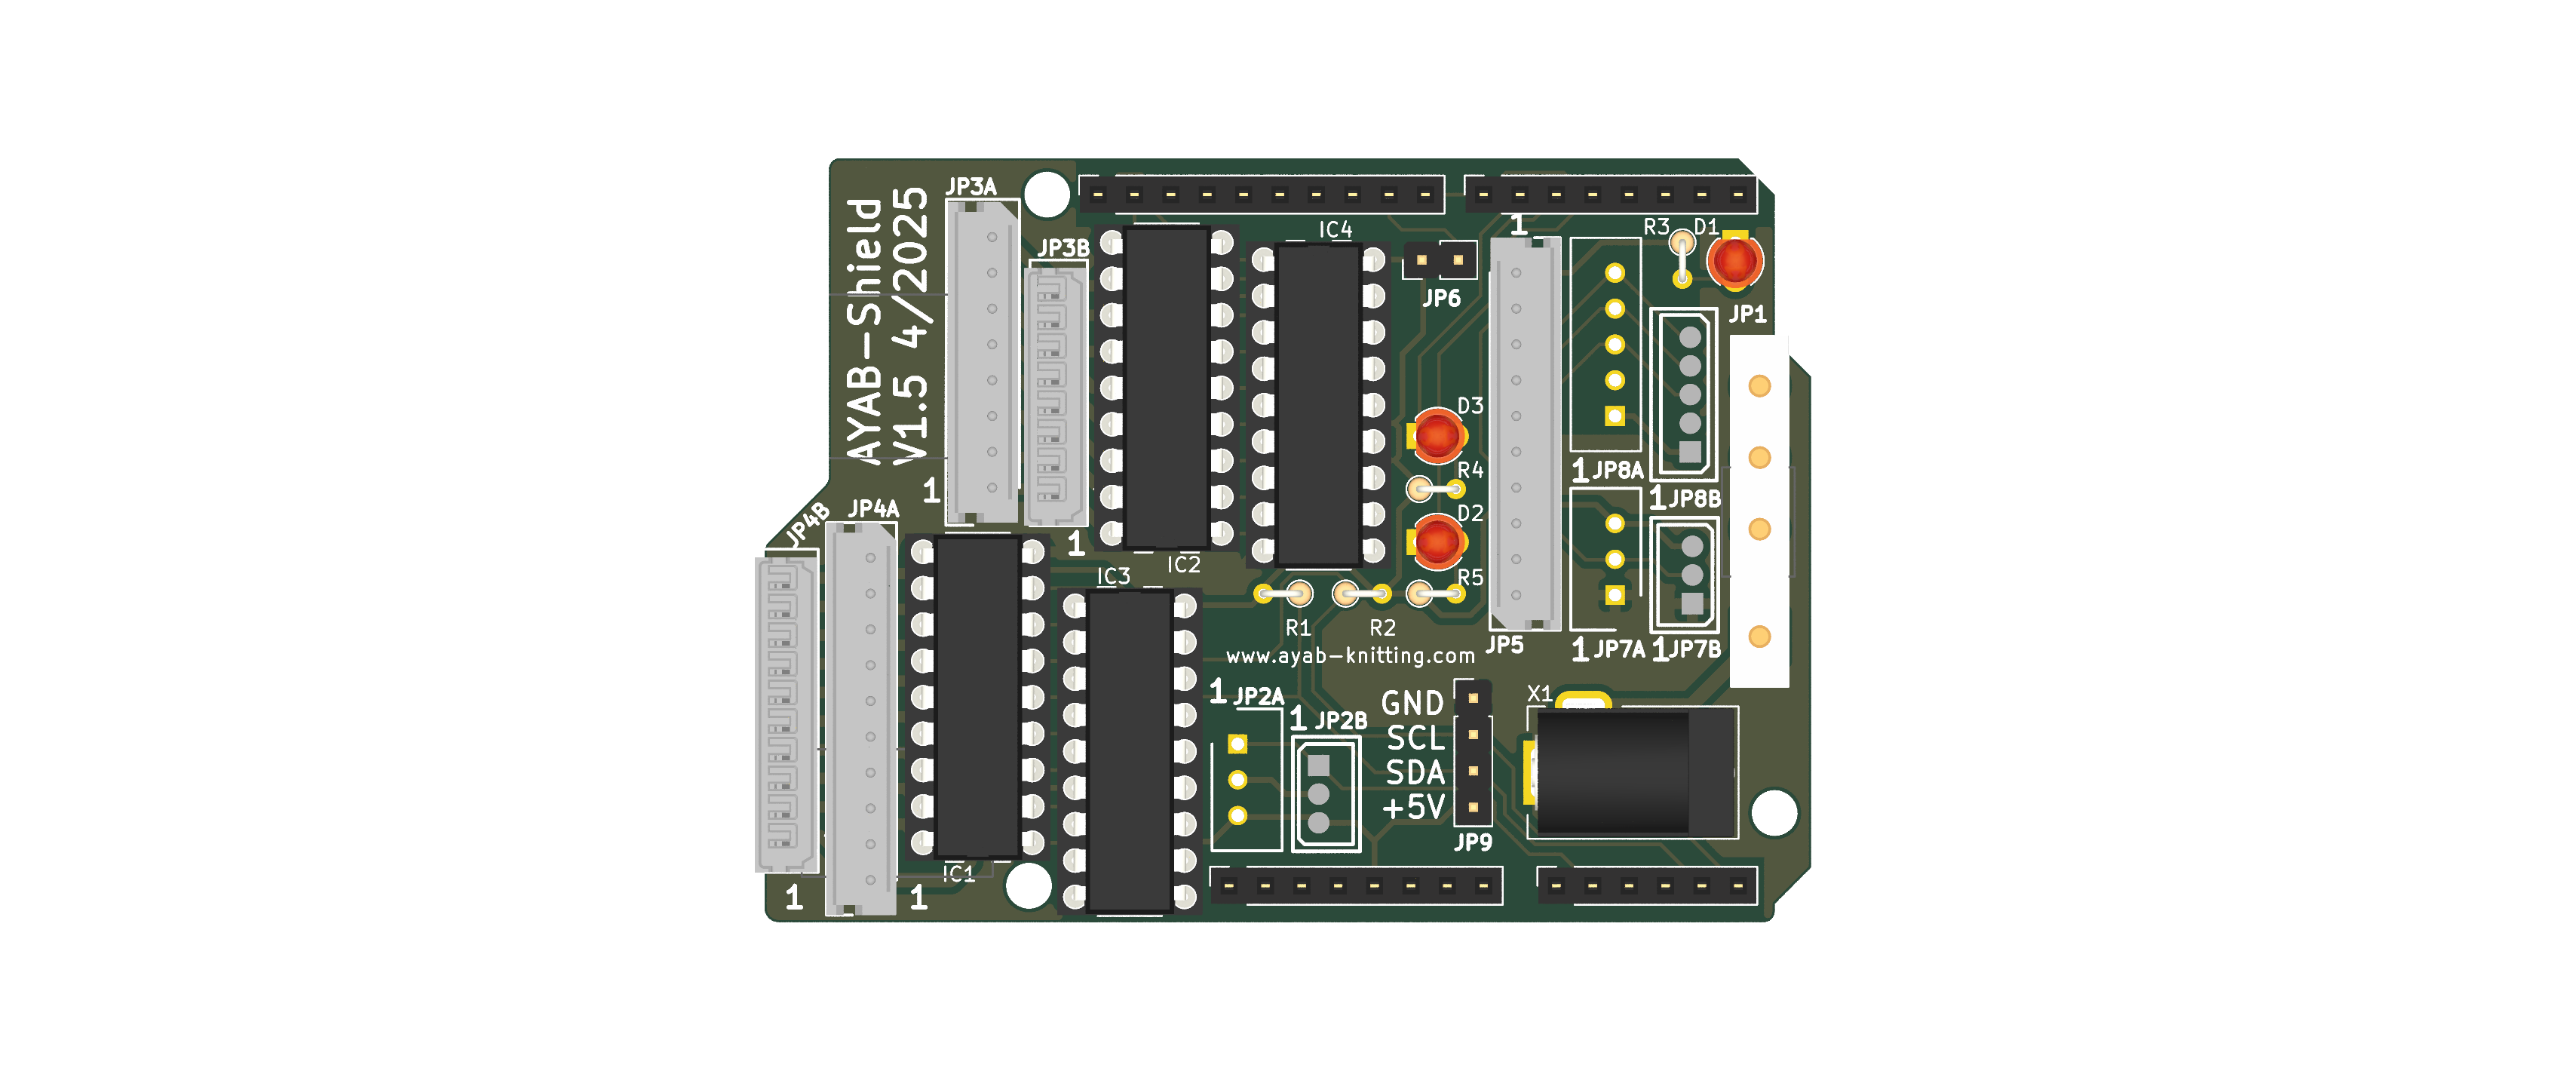 AYAB-Shield
V1.5 4/2025
JP3A
JP3B
1
1
JP4B
JP4A
1
1
IC1
IC2
IC3
IC4
JP6
1
R3
D1
JP1
D3
R4
D2
R5
R1
R2
JP5
1
JP8A
1
JP8B
1
JP7A
1
JP7B
www.ayab-knitting.com
1
JP2A
1
JP2B
GND
SCL
SDA
+5V
JP9
X1